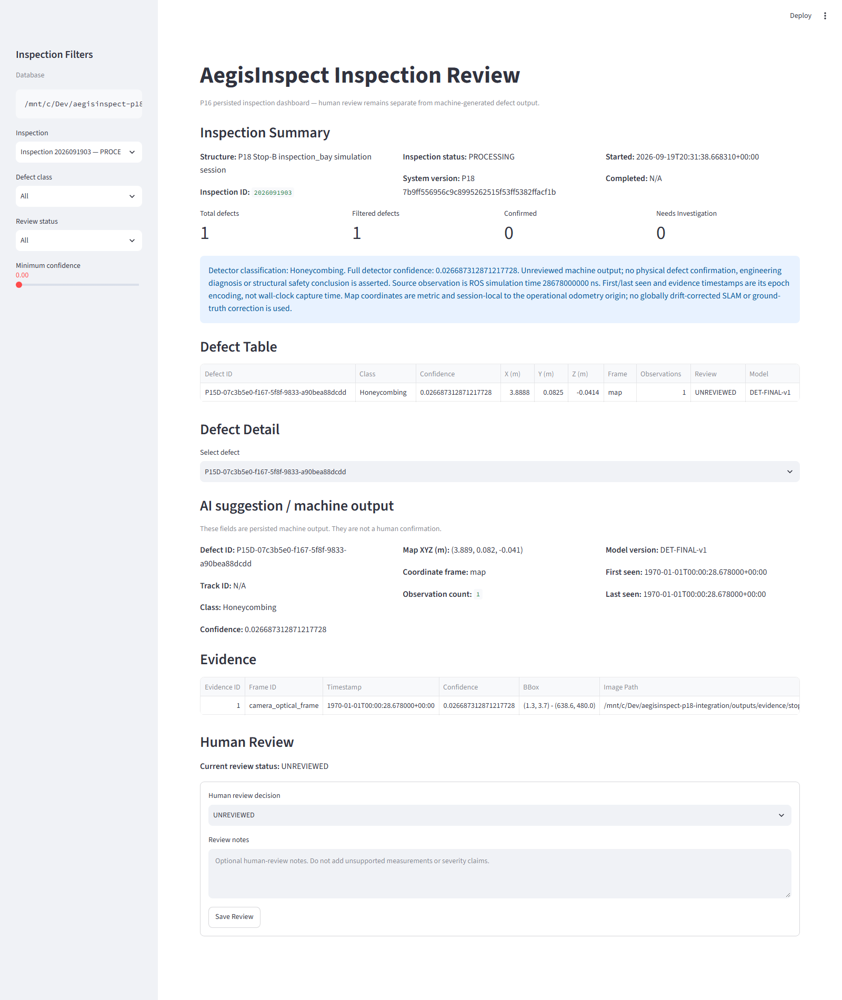 Deploy
Inspection Filters
Database
/mnt/c/Dev/aegisinspect-p18
Inspection
Inspection 2026091903 — PROCE
Defect class
All
Review status
All
Minimum confidence
0.00
AegisInspect Inspection Review
P16 persisted inspection dashboard — human review remains separate from machine-generated defect output.
Inspection Summary
Structure: P18 Stop-B inspection_bay simulation
session
Inspection ID: 2026091903
Inspection status: PROCESSING
System version: P18
7b9ff556956c9c8995262515f53ff5382ffacf1b
Started: 2026-09-19T20:31:38.668310+00:00
Completed: N/A
Total defects
1
Filtered defects
1
Confirmed
0
Needs Investigation
0
Detector classification: Honeycombing. Full detector confidence: 0.026687312871217728. Unreviewed machine output; no physical defect confirmation, engineering
diagnosis or structural safety conclusion is asserted. Source observation is ROS simulation time 28678000000 ns. First/last seen and evidence timestamps are its epoch
encoding, not wall-clock capture time. Map coordinates are metric and session-local to the operational odometry origin; no globally drift-corrected SLAM or ground-
truth correction is used.
Defect Table
Defect ID Class Confidence X (m) Y (m) Z (m) Frame Observations Review Model
P15D-07c3b5e0-f167-5f8f-9833-a90bea88dcdd Honeycombing 0.026687312871217728 3.8888 0.0825 -0.0414 map 1 UNREVIEWED DET-FINAL-v1
Defect Detail
Select defect
P15D-07c3b5e0-f167-5f8f-9833-a90bea88dcdd
AI suggestion / machine output
These fields are persisted machine output. They are not a human confirmation.
Defect ID: P15D-07c3b5e0-f167-5f8f-9833-
a90bea88dcdd
Track ID: N/A
Class: Honeycombing
Confidence: 0.026687312871217728
Map XYZ (m): (3.889, 0.082, -0.041)
Coordinate frame: map
Observation count: 1
Model version: DET-FINAL-v1
First seen: 1970-01-01T00:00:28.678000+00:00
Last seen: 1970-01-01T00:00:28.678000+00:00
Evidence
Evidence ID Frame ID Timestamp Confidence BBox Image Path
1 camera_optical_frame 1970-01-01T00:00:28.678000+00:00 0.026687312871217728 (1.3, 3.7) - (638.6, 480.0) /mnt/c/Dev/aegisinspect-p18-integration/outputs/evidence/stop
Human Review
Current review status: UNREVIEWED
Human review decision
UNREVIEWED
Review notes
Optional human-review notes. Do not add unsupported measurements or severity claims.
Save Review